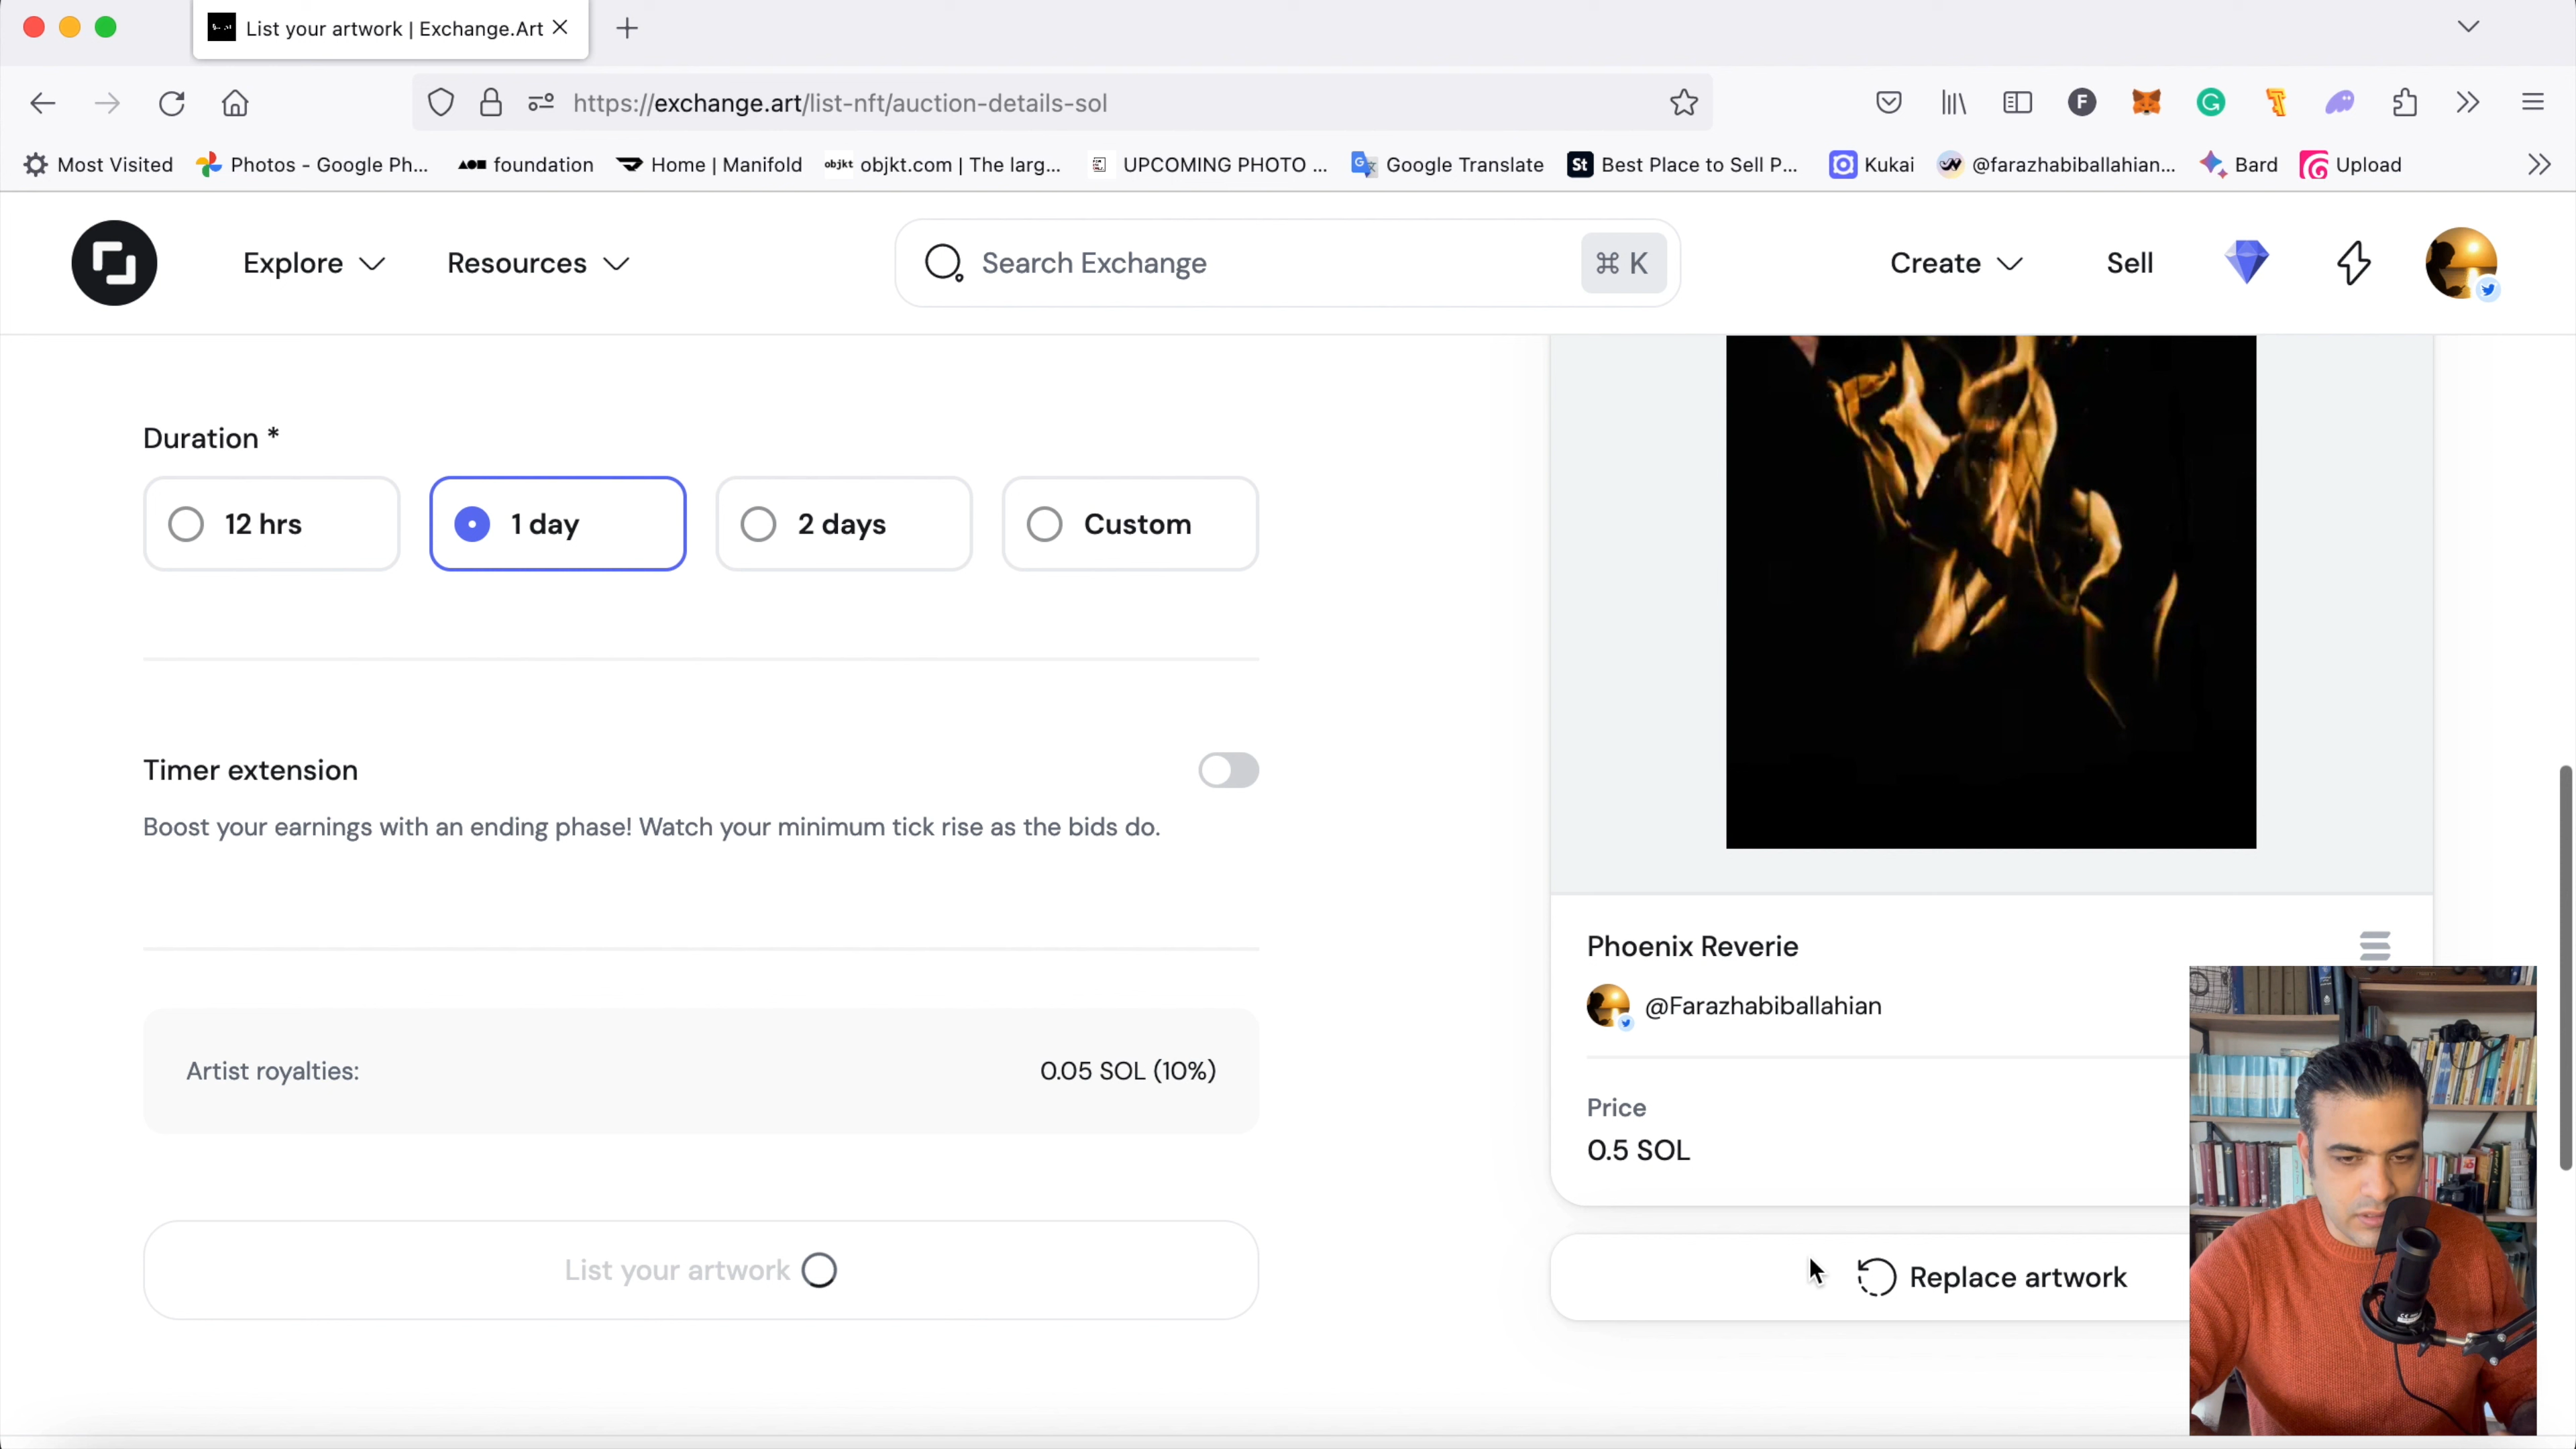 List your artwork | Exchange.Art
https://exchange.art/list-nft/auction-details-sol
Most Visited Photos - Google Ph... foundation Home | Manifold objkt objkt.com | The larg... UPCOMING PHOTO ... Google Translate St Best Place to Sell P... Kukai @farazhabiballahian... Bard Upload
Explore Resources Search Exchange ⌘ K Create Sell
Duration *
12 hrs 1 day 2 days Custom
Timer extension
Boost your earnings with an ending phase! Watch your minimum tick rise as the bids do.
Artist royalties: 0.05 SOL (10%)
List your artwork
Phoenix Reverie
@Farazhabiballahian
Price
0.5 SOL
Replace artwork